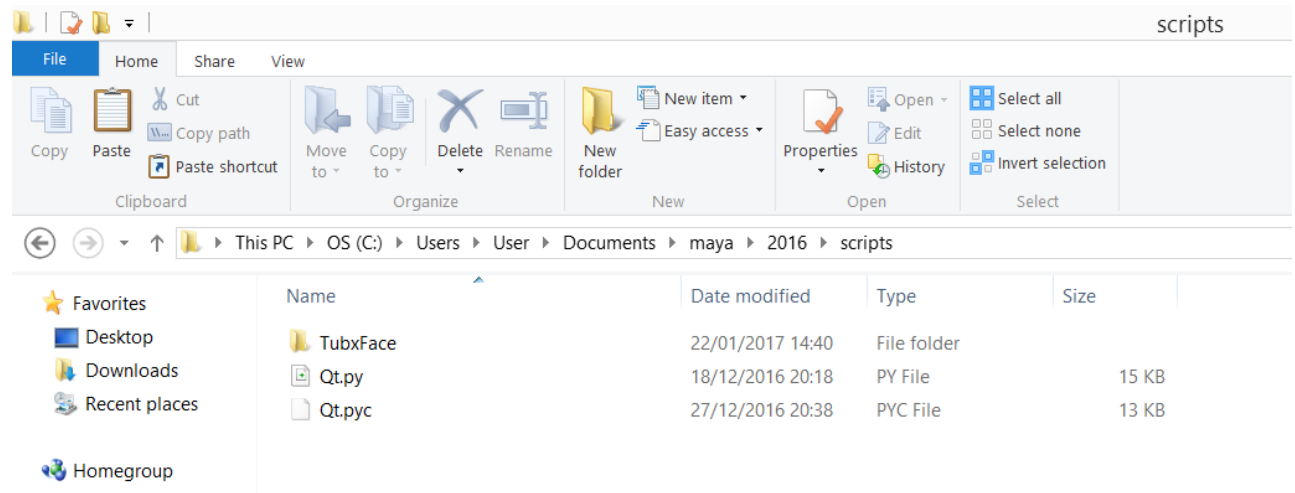 scripts
File Home Share View
Copy
Paste
Cut
Copy path
Paste shortcut
Clipboard
Move to
Copy to
Delete
Rename
Organize
New folder
New item
Easy access
New
Properties
Open
Edit
History
Open
Select all
Select none
Invert selection
Select
This PC OS (C:) Users User Documents maya 2016 scripts
Favorites
Desktop
Downloads
Recent places
Homegroup
Name Date modified Type Size
TubxFace 22/01/2017 14:40 File folder
Qt.py 18/12/2016 20:18 PY File 15 KB
Qt.pyc 27/12/2016 20:38 PYC File 13 KB